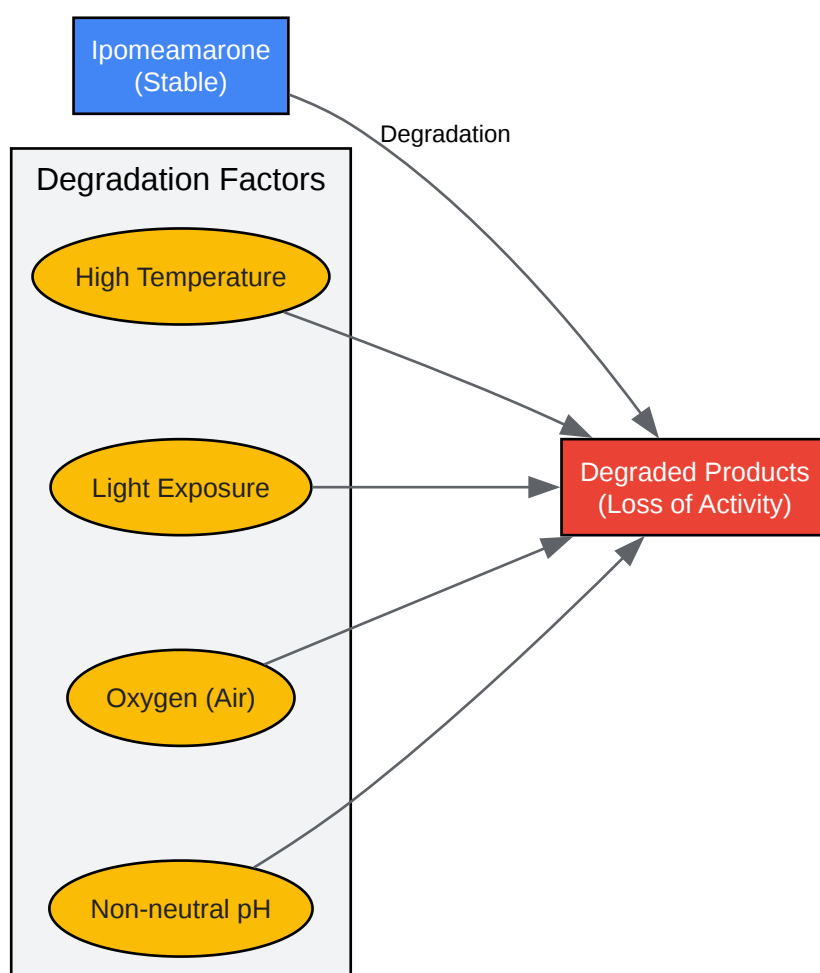 Ipomeamarone
(Stable)
Degradation
Degradation Factors
High Temperature
Light Exposure
Degraded Products
(Loss of Activity)
Oxygen (Air)
Non-neutral pH